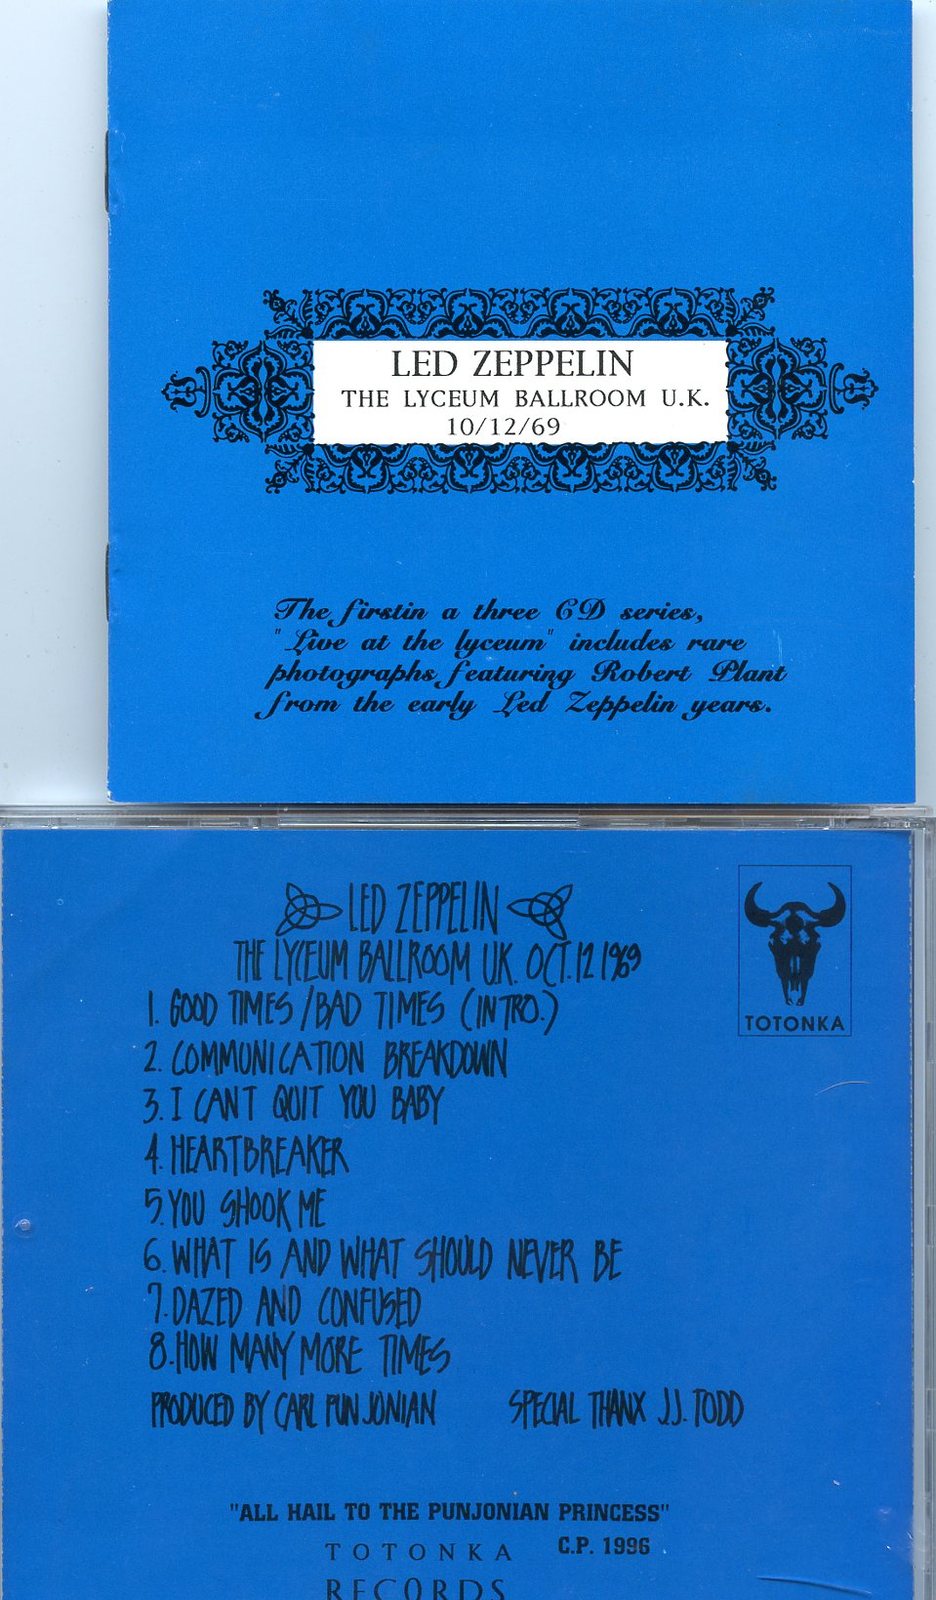 LED ZEPPELIN
THE LYCEUM BALLROOM U.K.
10/12/69
The firstin a three CD series,
"Live at the lyceum" includes rare
photographs featuring Robert Plant
from the early Led Zeppelin years.
LED ZEPPELIN
THE LYCEUM BALLROOM U.K. OCT. 12 1969
TOTONKA
1. GOOD TIMES / BAD TIMES (INTRO.)
2. COMMUNICATION BREAKDOWN
3. I CANT QUIT YOU BABY
4. HEARTBREAKER
5. YOU SHOOK ME
6. WHAT IS AND WHAT SHOULD NEVER BE
7. DAZED AND CONFUSED
8. HOW MANY MORE TIMES
PRODUCED BY CARL PUNJONIAN SPECIAL THANX J.J. TODD
"ALL HAIL TO THE PUNJONIAN PRINCESS"
TOTONKA C.P. 1996
RECORDS